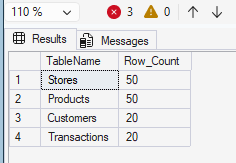 110 % 3 0
Results Messages
TableName Row_Count
1 Stores 50
2 Products 50
3 Customers 20
4 Transactions 20